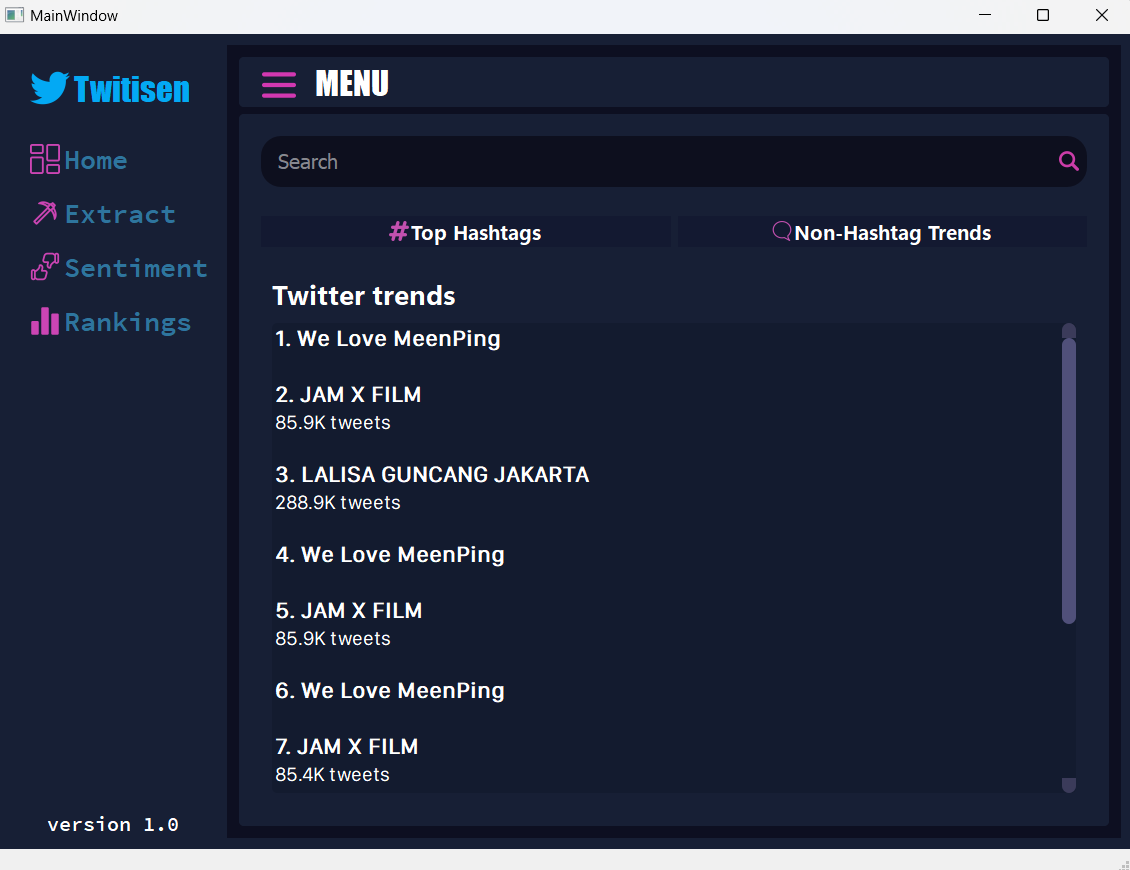 MainWindow
Twitisen
Home
Extract
Sentiment
Rankings
version 1.0
MENU
Search
#Top Hashtags
Non-Hashtag Trends
Twitter trends
1. We Love MeenPing
2. JAM X FILM
85.9K tweets
3. LALISA GUNCANG JAKARTA
288.9K tweets
4. We Love MeenPing
5. JAM X FILM
85.9K tweets
6. We Love MeenPing
7. JAM X FILM
85.4K tweets